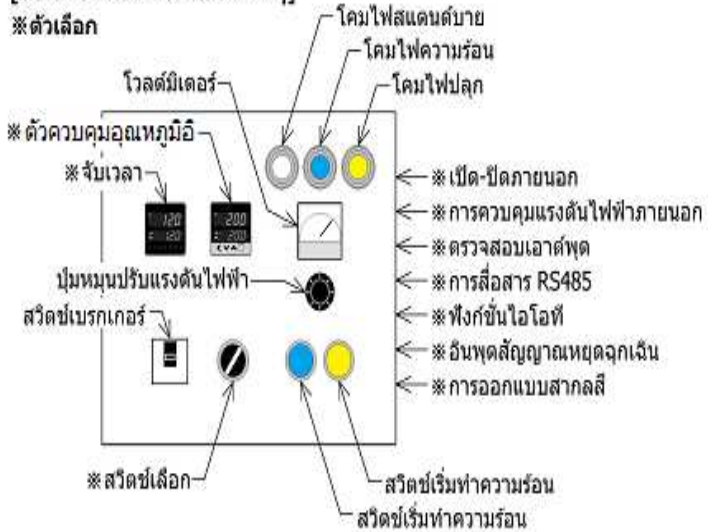 ※ตัวเลือก
โคมไฟสแตนด์บาย
โคมไฟความร้อน
โคมไฟปลุก
โวลต์มิเตอร์
※ตัวควบคุมอุณหภูมิอิ
※จับเวลา
120
120
200
200
ปุ่มหมุนปรับแรงดันไฟฟ้า
สวิตช์เบรกเกอร์
※เปิด-ปิดภายนอก
※การควบคุมแรงดันไฟฟ้าภายนอก
※ตรวจสอบเอาต์พุต
※การสื่อสาร RS485
※ฟังก์ชั่นไอโอที
※อินพุตสัญญาณหยุดฉุกเฉิน
※การออกแบบสากลสี
※สวิตช์เลือก
สวิตช์เริ่มทำความร้อน
สวิตช์เริ่มทำความร้อน